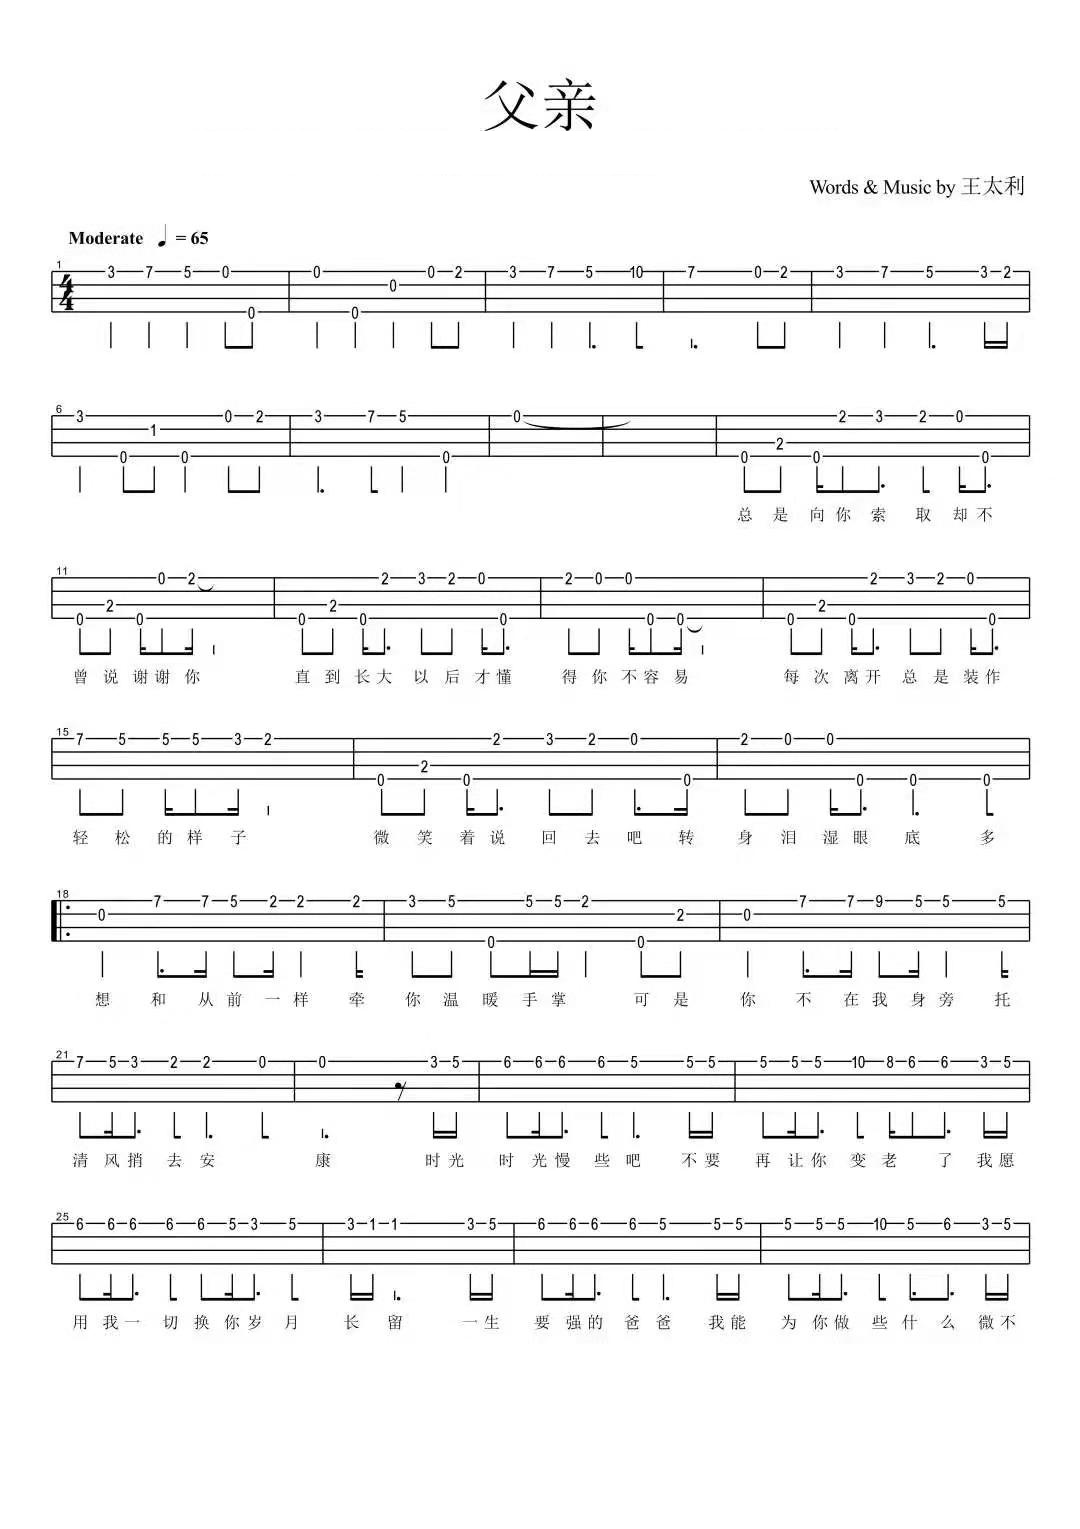 父亲
Words & Music by 王太利
Moderate ♩ = 65
1
4
4
3 7 5 0 0 0 0 0 0 2 3 7 5 10 7 0 2 3 7 5 3 2
6
3 0 1 0 0 2 3 7 5 0 0 0 2 0 2 3 2 0 0
总 是 向 你 索 取 却 不
11
0 2 0 0 2 0 2 0 2 3 2 0 0 2 0 0 0 0 0 2 0 2 3 2 0 0
曾 说 谢 谢 你 直 到 长 大 以 后 才 懂 得 你 不 容 易 每 次 离 开 总 是 装 作
15
7 5 5 5 3 2 0 2 0 2 3 2 0 0 2 0 0 0 0 0 0
轻 松 的 样 子 微 笑 着 说 回 去 吧 转 身 泪 湿 眼 底 多
18
0 7 7 5 2 2 2 3 5 0 5 5 2 0 2 0 7 7 9 5 5 5
想 和 从 前 一 样 牵 你 温 暖 手 掌 可 是 你 不 在 我 身 旁 托
21
7 5 3 2 2 0 0 3 5 6 6 6 6 5 5 5 5 5 5 10 8 6 6 3 5
清 风 捎 去 安 康 时 光 时 光 慢 些 吧 不 要 再 让 你 变 老 了 我 愿
25
6 6 6 6 6 5 3 5 3 1 1 3 5 6 6 6 6 5 5 5 5 5 5 10 5 6 3 5
用 我 一 切 换 你 岁 月 长 留 一 生 要 强 的 爸 爸 我 能 为 你 做 些 什 么 微 不